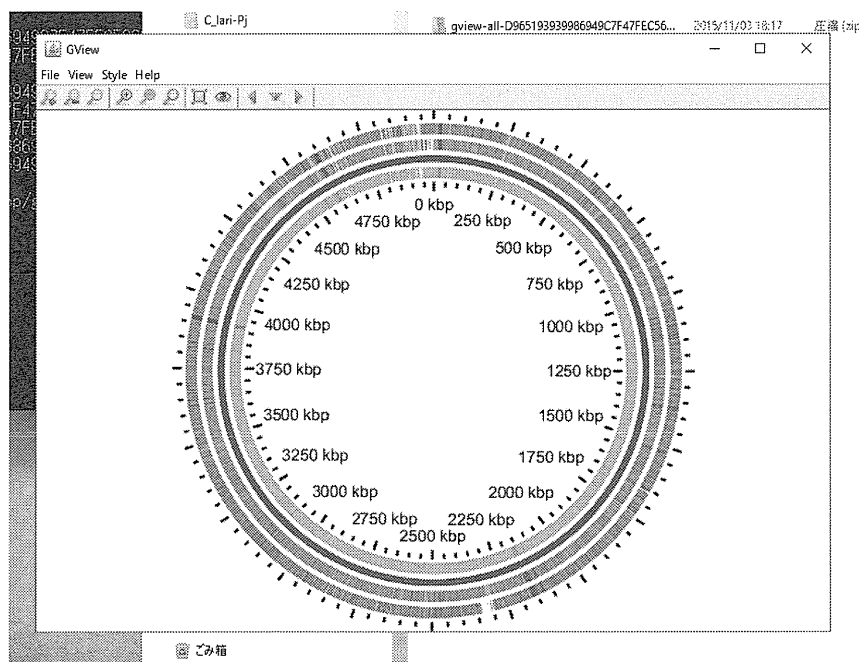 C_lari-Pj
gview-all-D965193939986949C7F47FEC56... 2015/11/03 18:17 圧縮 (zip
GView
File View Style Help
0 kbp
4750 kbp 250 kbp
4500 kbp 500 kbp
4250 kbp 750 kbp
4000 kbp 1000 kbp
3750 kbp 1250 kbp
3500 kbp 1500 kbp
3250 kbp 1750 kbp
3000 kbp 2000 kbp
2750 kbp 2250 kbp
2500 kbp
ごみ箱